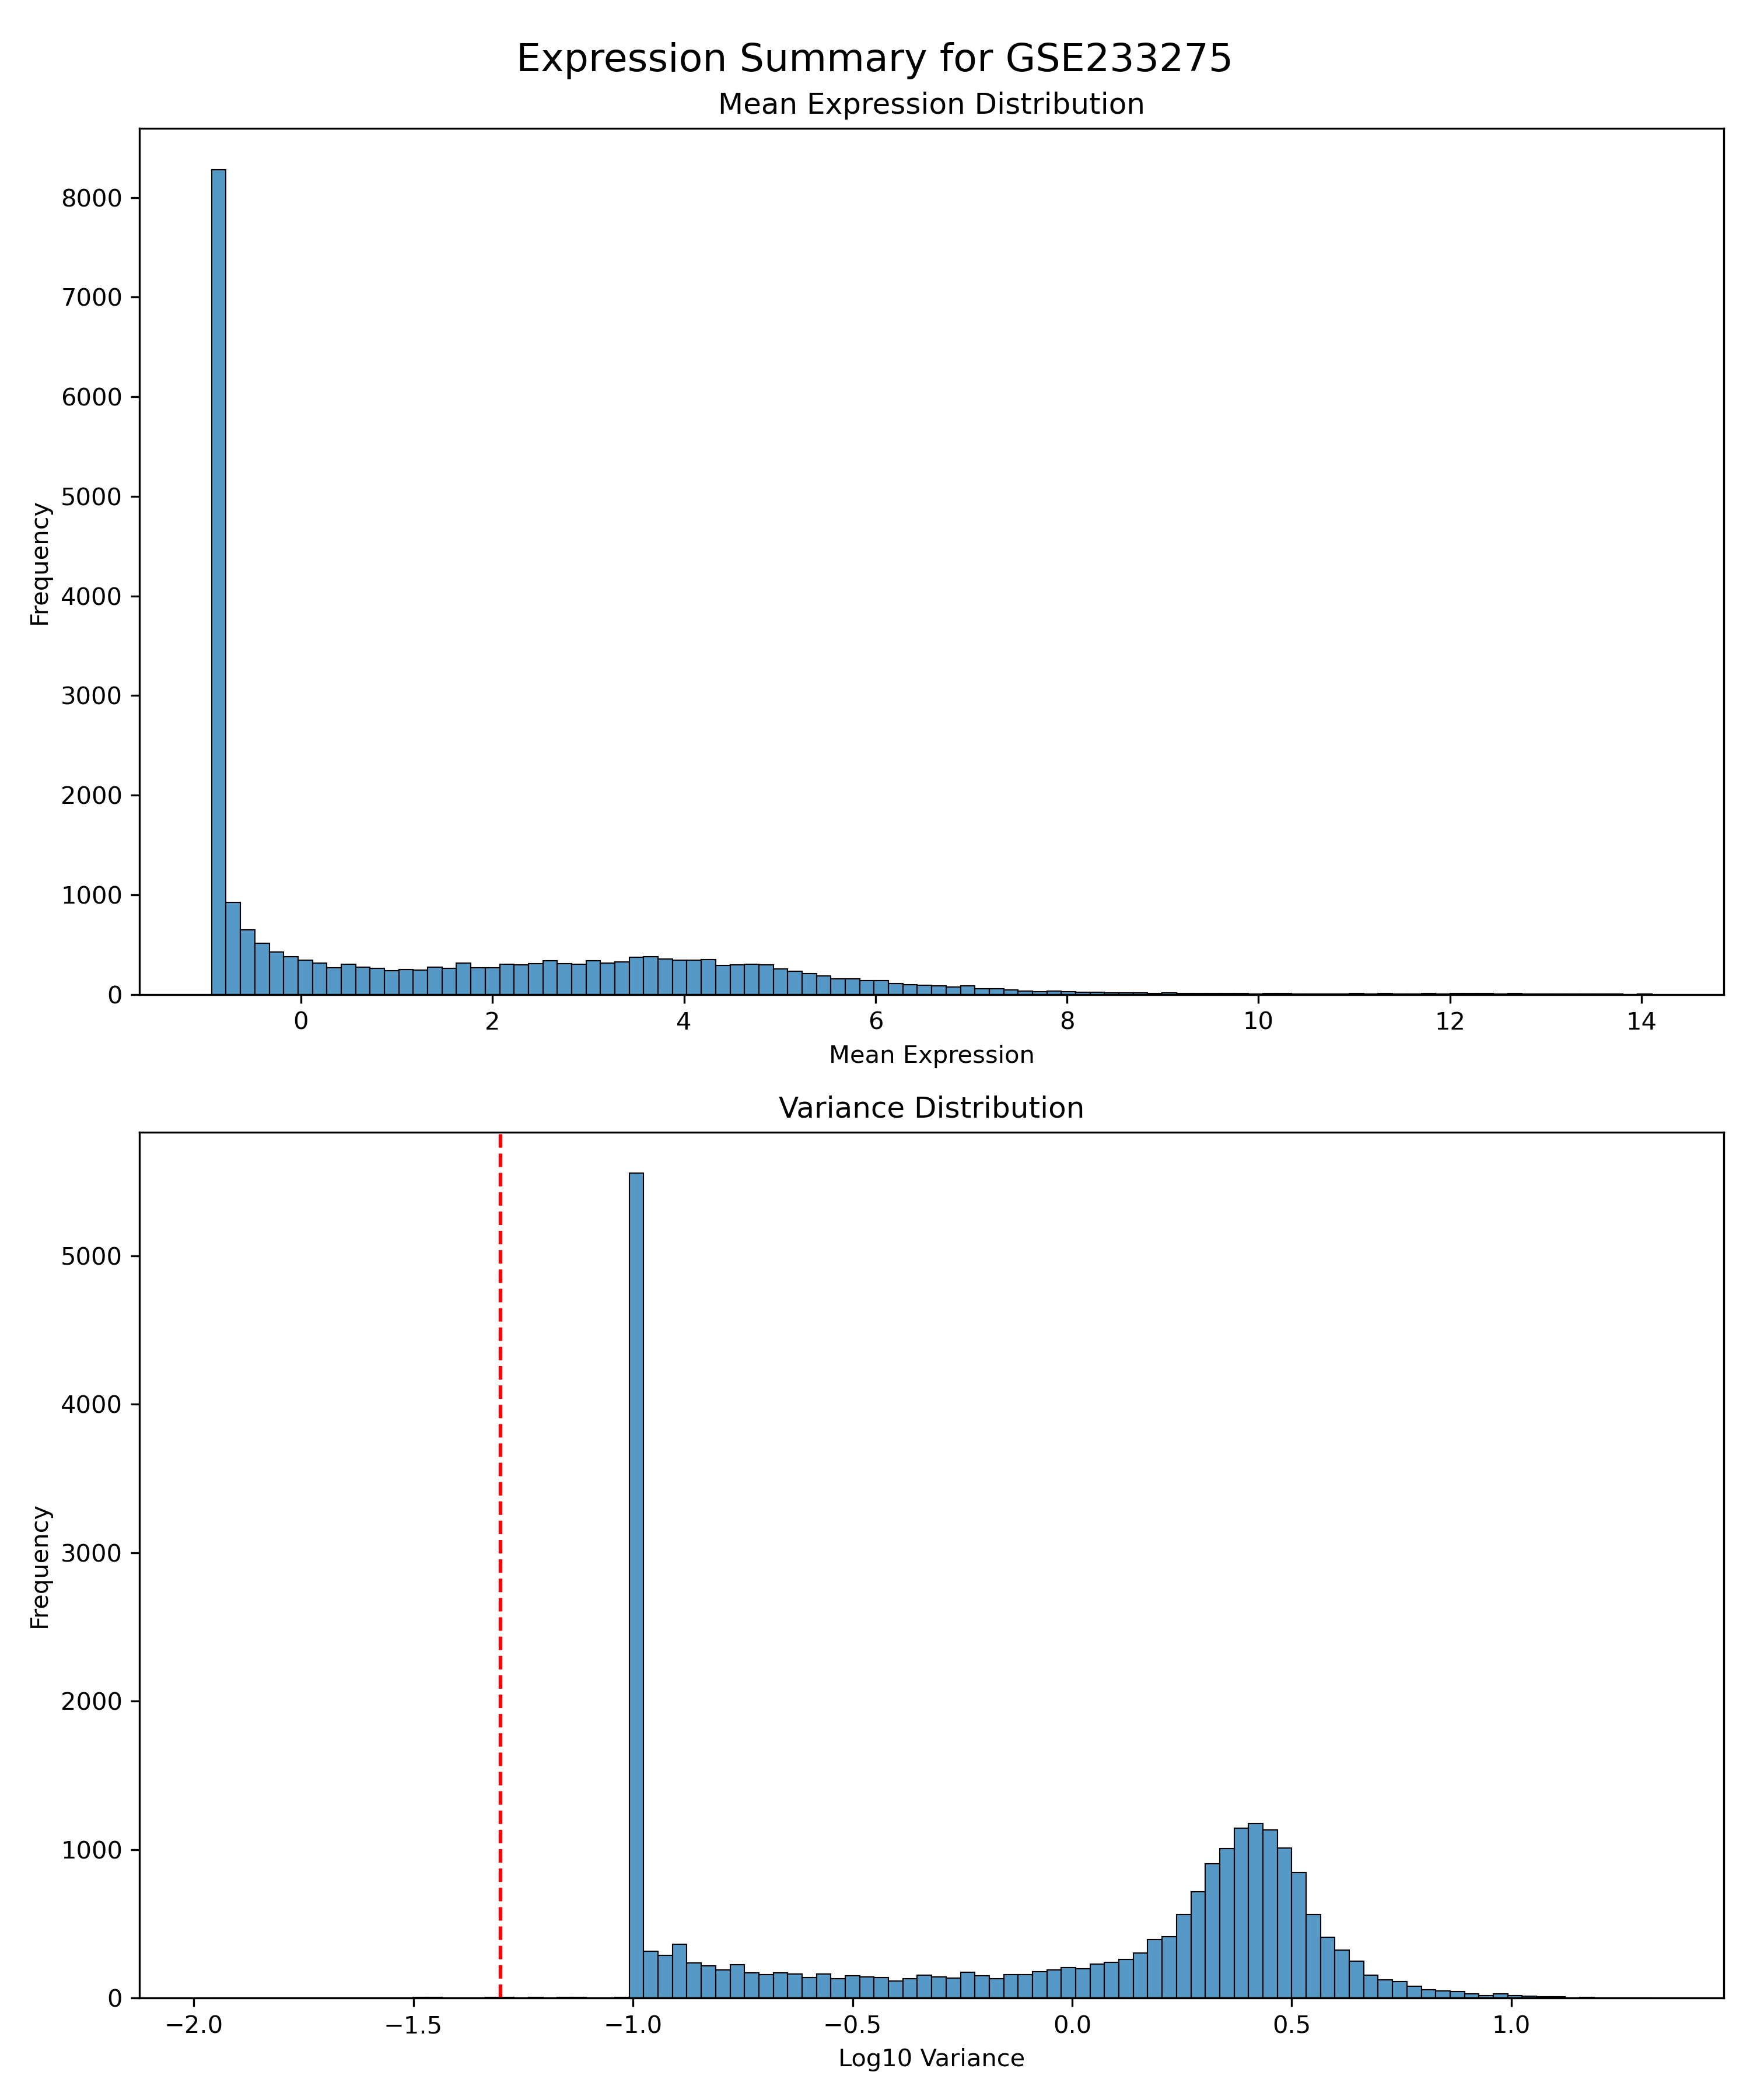 Expression Summary for GSE233275
Mean Expression Distribution
8000
7000
6000
5000
4000
3000
2000
1000
0
Frequency
0 2 4 6 8 10 12 14
Mean Expression
Variance Distribution
5000
4000
3000
2000
1000
0
Frequency
−2.0 −1.5 −1.0 −0.5 0.0 0.5 1.0
Log10 Variance